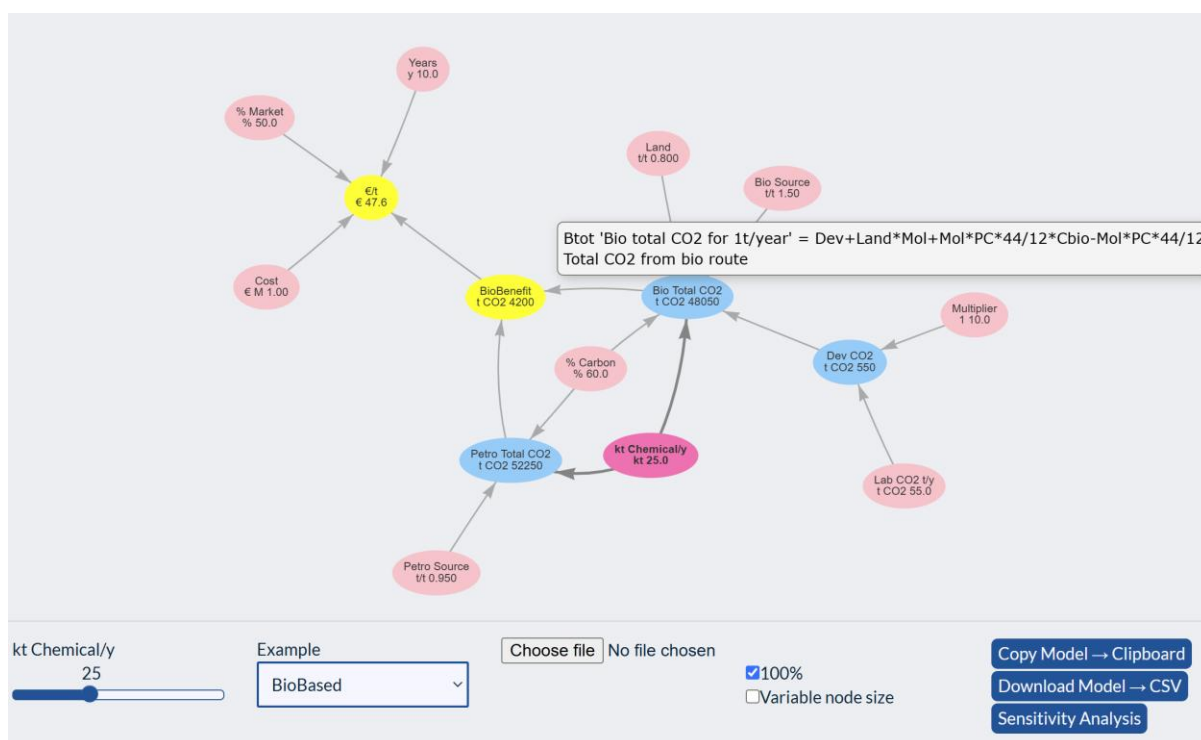 Years
y 10.0
% Market
% 50.0
Land
t/t 0.800
Bio Source
t/t 1.50
€/t
€ 47.6
Btot 'Bio total CO2 for 1t/year' = Dev+Land*Mol+Mol*PC*44/12*Cbio-Mol*PC*44/12
Total CO2 from bio route
Cost
€ M 1.00
BioBenefit
t CO2 4200
Bio Total CO2
t CO2 48050
Multiplier
1 10.0
Dev CO2
t CO2 550
% Carbon
% 60.0
kt Chemical/y
kt 25.0
Petro Total CO2
t CO2 52250
Lab CO2 t/y
t CO2 55.0
Petro Source
t/t 0.950
kt Chemical/y
25
Example
BioBased
Choose file No file chosen
100%
Variable node size
Copy Model → Clipboard
Download Model → CSV
Sensitivity Analysis